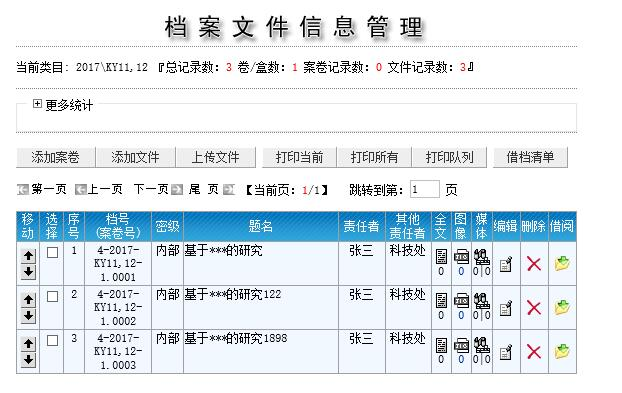 档案文件信息管理
当前类目: 2017\KY11,12 『总记录数: 3 卷/盒数: 1 案卷记录数: 0 文件记录数: 3』
更多统计
添加案卷 添加文件 上传文件 打印当前 打印所有 打印队列 借档清单
第一页 上一页 下一页 尾 页 【当前页: 1/1】 跳转到第: 1 页
移动 选择 序号 档号(案卷号) 密级 题名 责任者 其他责任者 全文 图像 媒体 编辑 删除 借阅
1 4-2017-KY11,12-1.0001 内部 基于***的研究 张三 科技处 0 0 0|0
2 4-2017-KY11,12-1.0002 内部 基于***的研究122 张三 科技处 0 0 0|0
3 4-2017-KY11,12-1.0003 内部 基于***的研究1898 张三 科技处 0 0 0|0